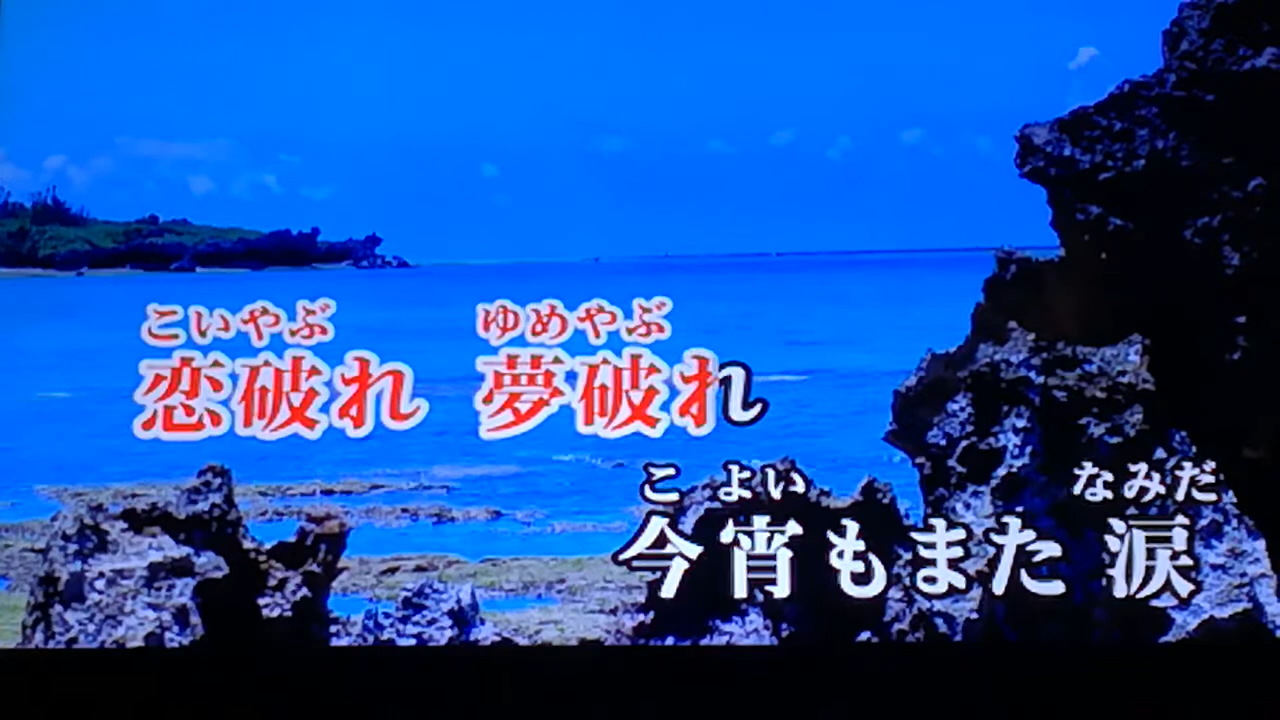 こいやぶ ゆめやぶ
恋破れ 夢破れ
こよい なみだ
今宵もまた 涙